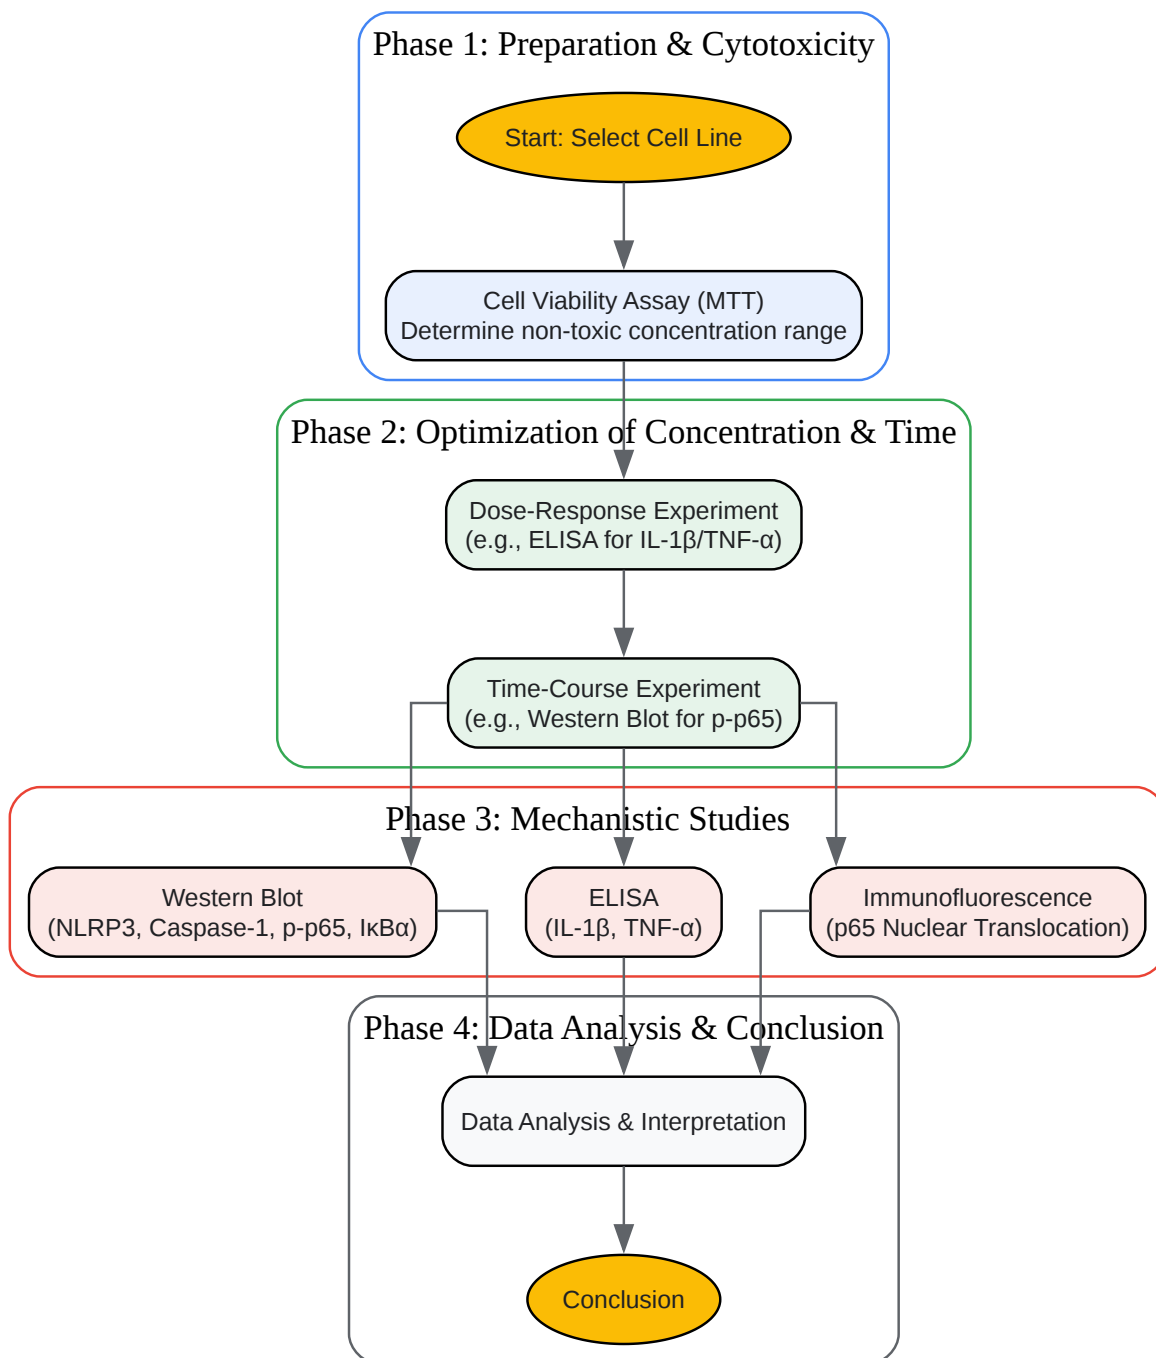 Phase 1: Preparation & Cytotoxicity
Start: Select Cell Line
Cell Viability Assay (MTT)
Determine non-toxic concentration range
Phase 2: Optimization of Concentration & Time
Dose-Response Experiment
(e.g., ELISA for IL-1β/TNF-α)
Time-Course Experiment
(e.g., Western Blot for p-p65)
Phase 3: Mechanistic Studies
Western Blot
(NLRP3, Caspase-1, p-p65, IκBα)
ELISA
(IL-1β, TNF-α)
Immunofluorescence
(p65 Nuclear Translocation)
Phase 4: Data Analysis & Conclusion
Data Analysis & Interpretation
Conclusion